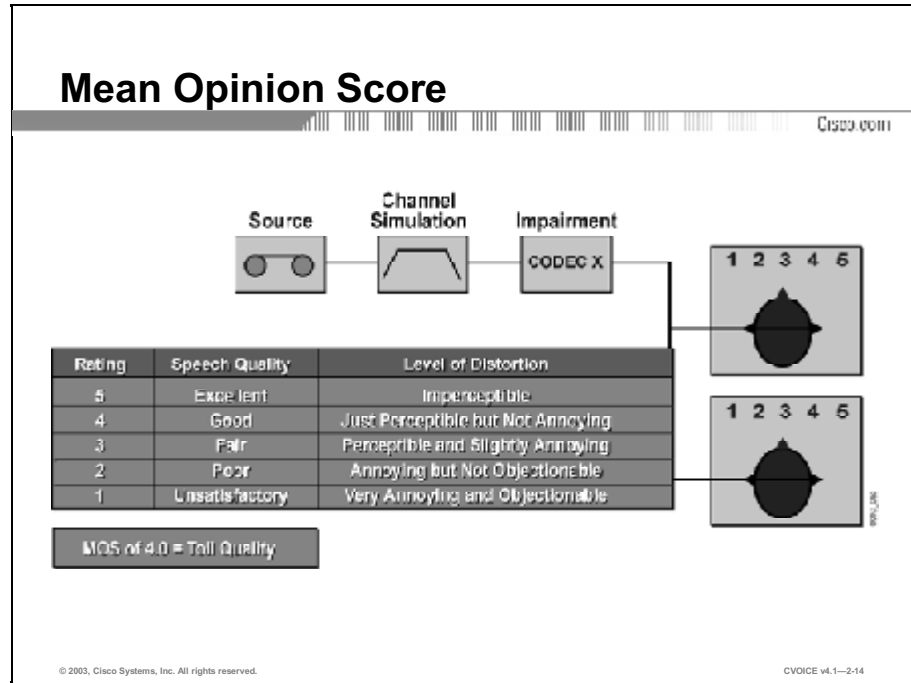 Mean Opinion Score
Cisco.com
Source
Channel
Simulation
Impairment
CODEC X
1 2 3 4 5
Rating Speech Quality Level of Distortion
5 Excellent Imperceptible
4 Good Just Perceptible but Not Annoying
3 Fair Perceptible and Slightly Annoying
2 Poor Annoying but Not Objectionable
1 Unsatisfactory Very Annoying and Objectionable
1 2 3 4 5
MOS of 4.0 = Toll Quality
© 2003, Cisco Systems, Inc. All rights reserved.
CVOICE v4.1—2-14